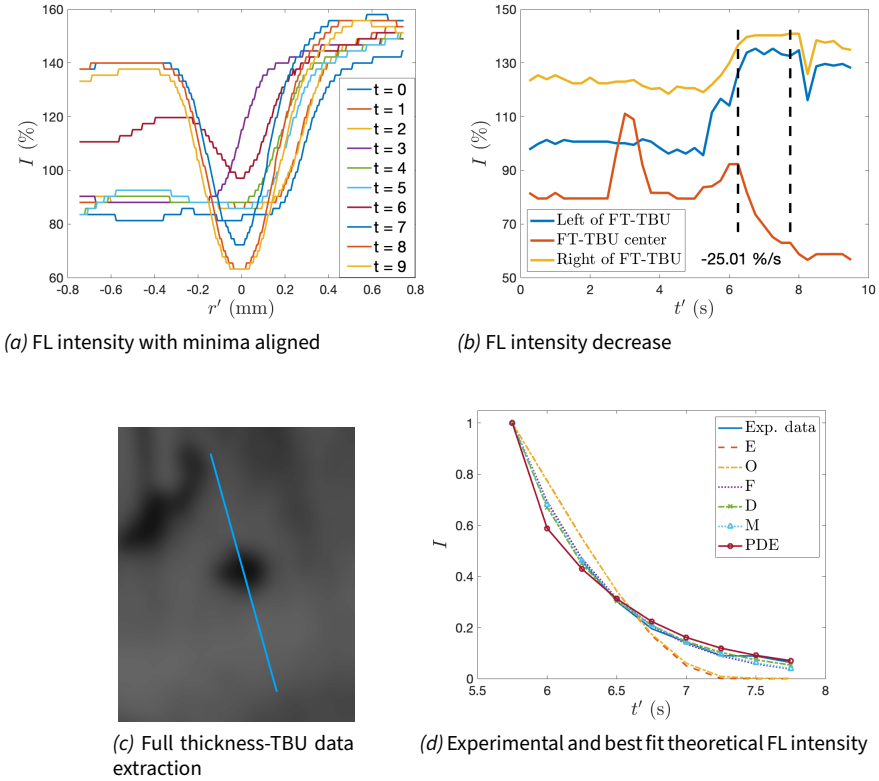 160
140
120
100
80
60
I (%)
-0.8 -0.6 -0.4 -0.2 0 0.2 0.4 0.6 0.8
r′ (mm)
t = 0
t = 1
t = 2
t = 3
t = 4
t = 5
t = 6
t = 7
t = 8
t = 9
(a) FL intensity with minima aligned
150
130
110
90
70
50
I (%)
0 2 4 6 8 10
t′ (s)
Left of FT-TBU
FT-TBU center
Right of FT-TBU
-25.01 %/s
(b) FL intensity decrease
(c) Full thickness-TBU data
extraction
1
0.8
0.6
0.4
0.2
0
I
5.5 6 6.5 7 7.5 8
t′ (s)
Exp. data
E
O
F
D
M
PDE
(d) Experimental and best fit theoretical FL intensity